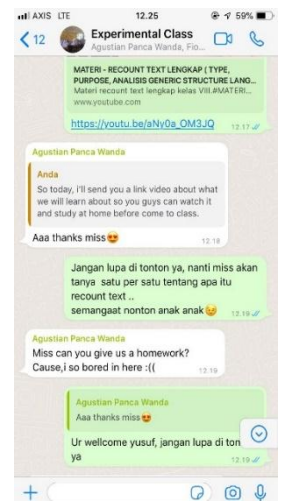 AXIS LTE 12.25 59%
12 Experimental Class
Agustian Panca Wanda, Fio...
MATERI - RECOUNT TEXT LENGKAP ( TYPE,
PURPOSE, ANALISIS GENERIC STRUCTURE LANG...
Materi recount text lengkap kelas VIII.#MATERI...
www.youtube.com
https://youtu.be/aNy0a_OM3JQ 12.17
Agustian Panca Wanda
Anda
So today, i'll send you a link video about what
we will learn about so you guys can watch it
and study at home before come to class.
Aaa thanks miss😍 12.18
Jangan lupa di tonton ya, nanti miss akan
tanya satu per satu tentang apa itu
recount text ..
semangaat nonton anak anak😊 12.19
Agustian Panca Wanda
Miss can you give us a homework?
Cause,i so bored in here :(( 12.19
Agustian Panca Wanda
Aaa thanks miss😍
Ur wellcome yusuf, jangan lupa di ton
ya 12.19